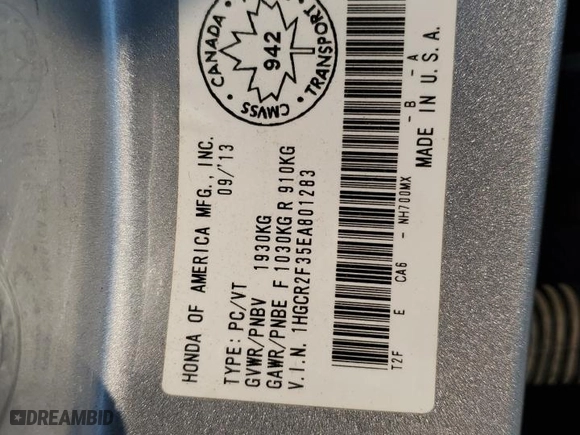 CANADA
942
CMVSS
TRANSPORT
HONDA OF AMERICA MFG., INC.
09/'13
TYPE: PC/VT
GVWR/PNBV 1930KG
GAWR/PNBE F 1030KG R 910KG
V.I.N. 1HGCR2F35EA801283
T2F E CA6 - NH700MX - B - A
MADE IN U.S.A.
DREAMBID